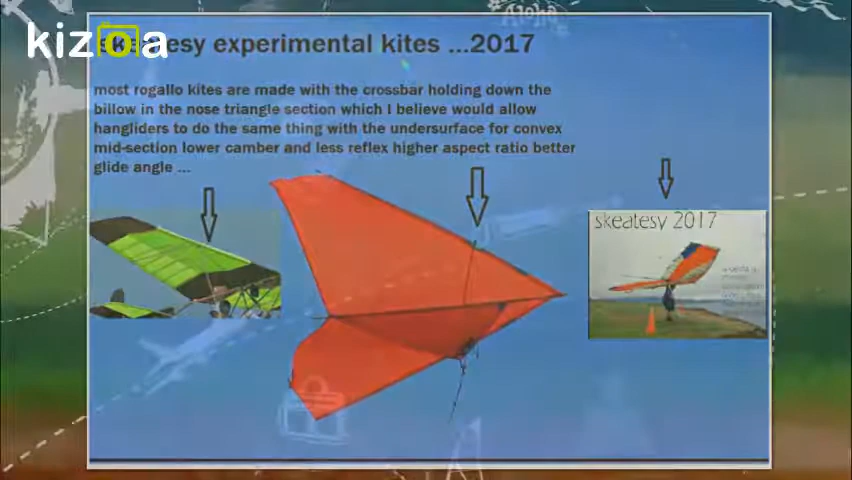 Aloha
kizoa
skeatesy experimental kites ...2017
most rogallo kites are made with the crossbar holding down the
billow in the nose triangle section which I believe would allow
hangliders to do the same thing with the undersurface for convex
mid-section lower camber and less reflex higher aspect ratio better
glide angle ...
skeatesy 2017